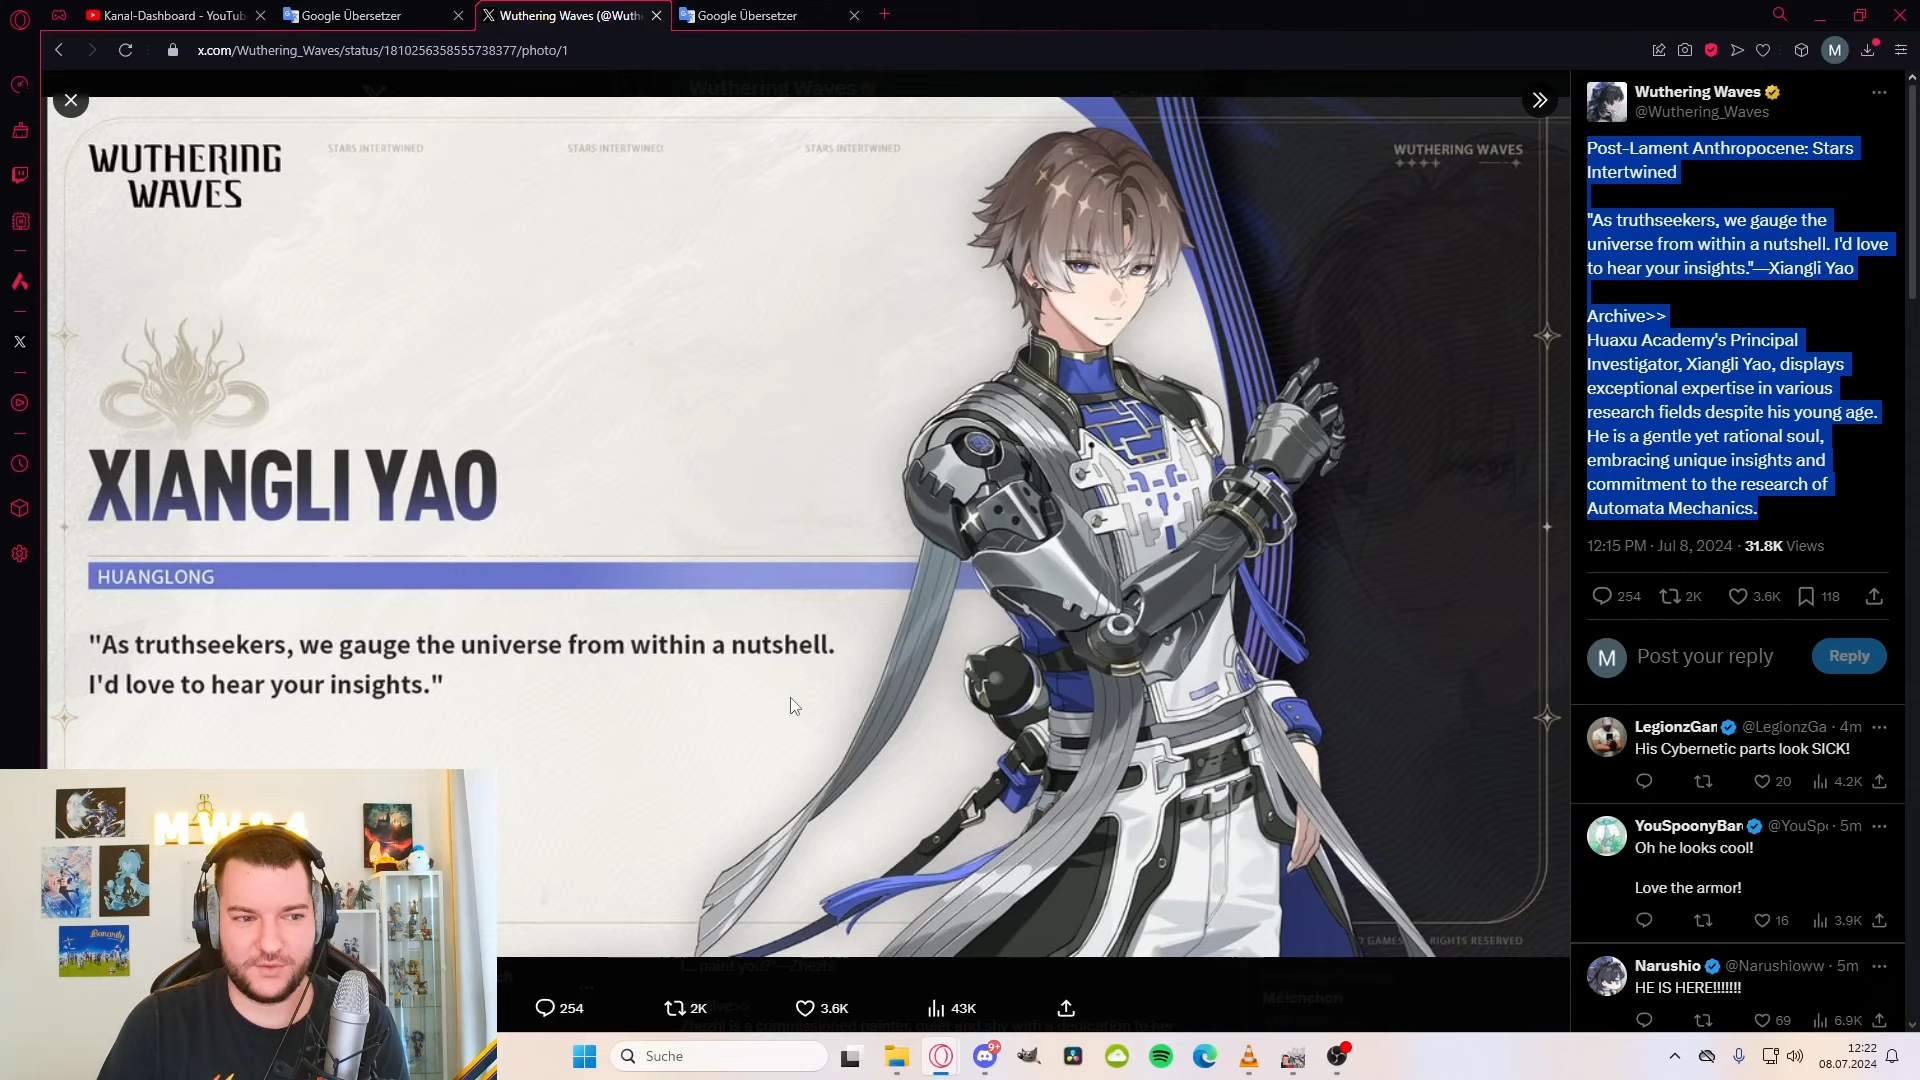 Kanal-Dashboard - YouTub
Google Übersetzer
Wuthering Waves (@Wuth
Google Übersetzer
x.com/Wuthering_Waves/status/1810256358555738377/photo/1
M
WUTHERING
WAVES
STARS INTERTWINED
STARS INTERTWINED
STARS INTERTWINED
WUTHERING WAVES
XIANGLI YAO
HUANGLONG
"As truthseekers, we gauge the universe from within a nutshell.
I'd love to hear your insights."
RIGHTS RESERVED
254
2K
3.6K
43K
Wuthering Waves
@Wuthering_Waves
Post-Lament Anthropocene: Stars
Intertwined
"As truthseekers, we gauge the
universe from within a nutshell. I'd love
to hear your insights."—Xiangli Yao
Archive>>
Huaxu Academy's Principal
Investigator, Xiangli Yao, displays
exceptional expertise in various
research fields despite his young age.
He is a gentle yet rational soul,
embracing unique insights and
commitment to the research of
Automata Mechanics.
12:15 PM · Jul 8, 2024 · 31.8K Views
254
2K
3.6K
118
M
Post your reply
Reply
LegionzGan @LegionzGa · 4m
His Cybernetic parts look SICK!
20
4.2K
YouSpoonyBar @YouSp · 5m
Oh he looks cool!
Love the armor!
16
3.9K
Narushio @Narushioww · 5m
HE IS HERE!!!!!!!
69
6.9K
MWG4
Suche
9+
12:22
08.07.2024